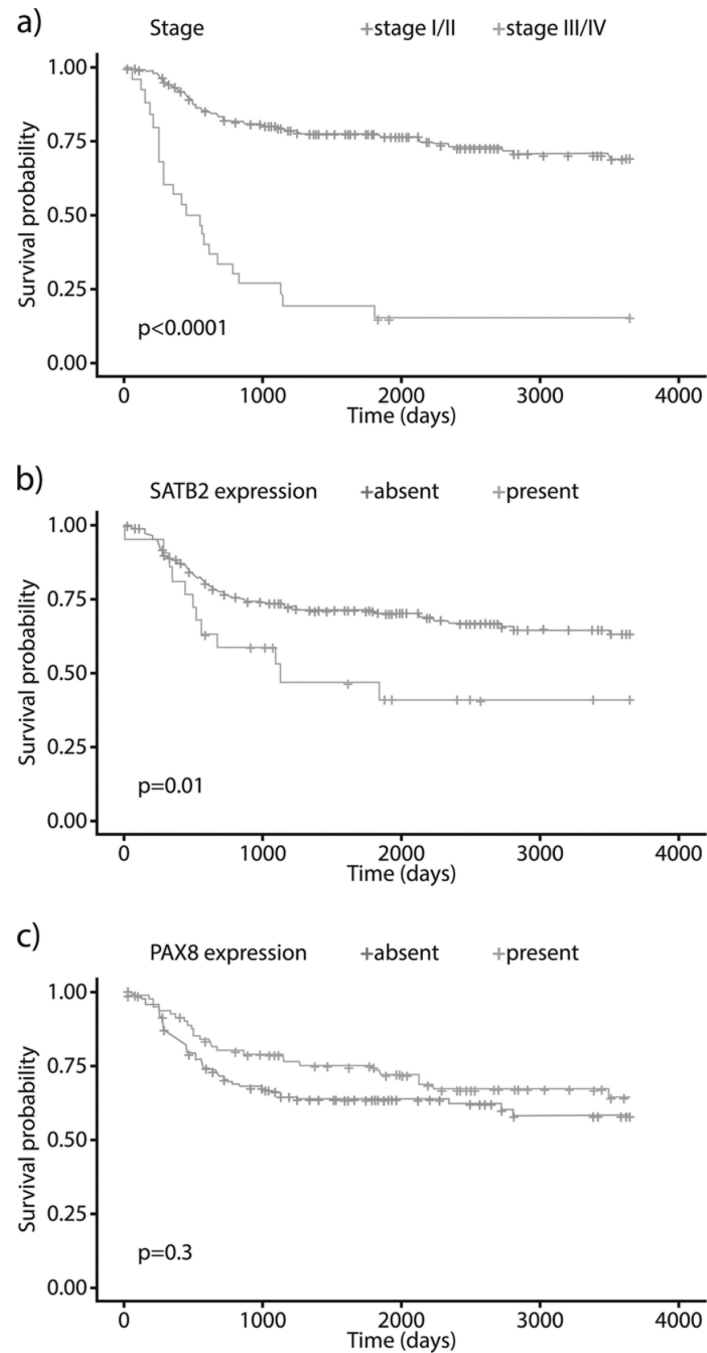 a)
Stage +stage I/II +stage III/IV
1.00
0.75
0.50
0.25
0.00
Survival probability
p<0.0001
0 1000 2000 3000 4000
Time (days)
b)
SATB2 expression +absent +present
1.00
0.75
0.50
0.25
0.00
Survival probability
p=0.01
0 1000 2000 3000 4000
Time (days)
c)
PAX8 expression +absent +present
1.00
0.75
0.50
0.25
0.00
Survival probability
p=0.3
0 1000 2000 3000 4000
Time (days)